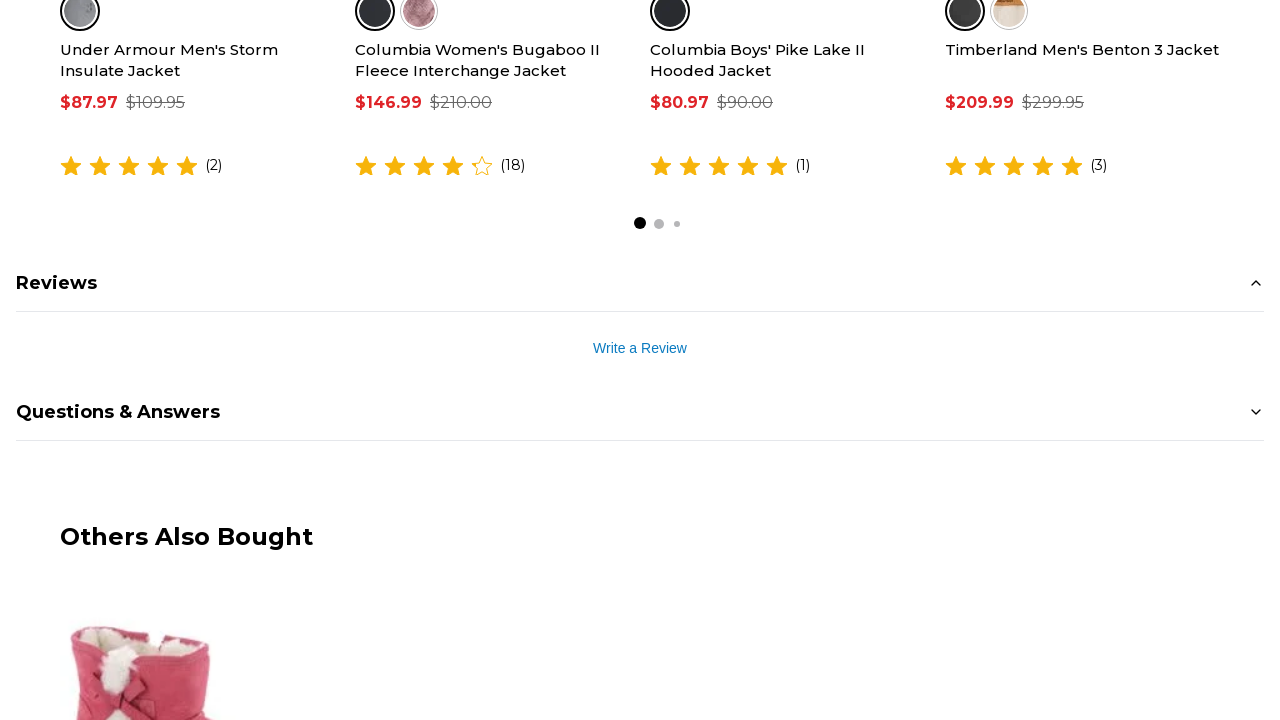 Under Armour Men's Storm
Insulate Jacket
$87.97 $109.95
(2)
Columbia Women's Bugaboo II
Fleece Interchange Jacket
$146.99 $210.00
(18)
Columbia Boys' Pike Lake II
Hooded Jacket
$80.97 $90.00
(1)
Timberland Men's Benton 3 Jacket
$209.99 $299.95
(3)
Reviews
Write a Review
Questions & Answers
Others Also Bought